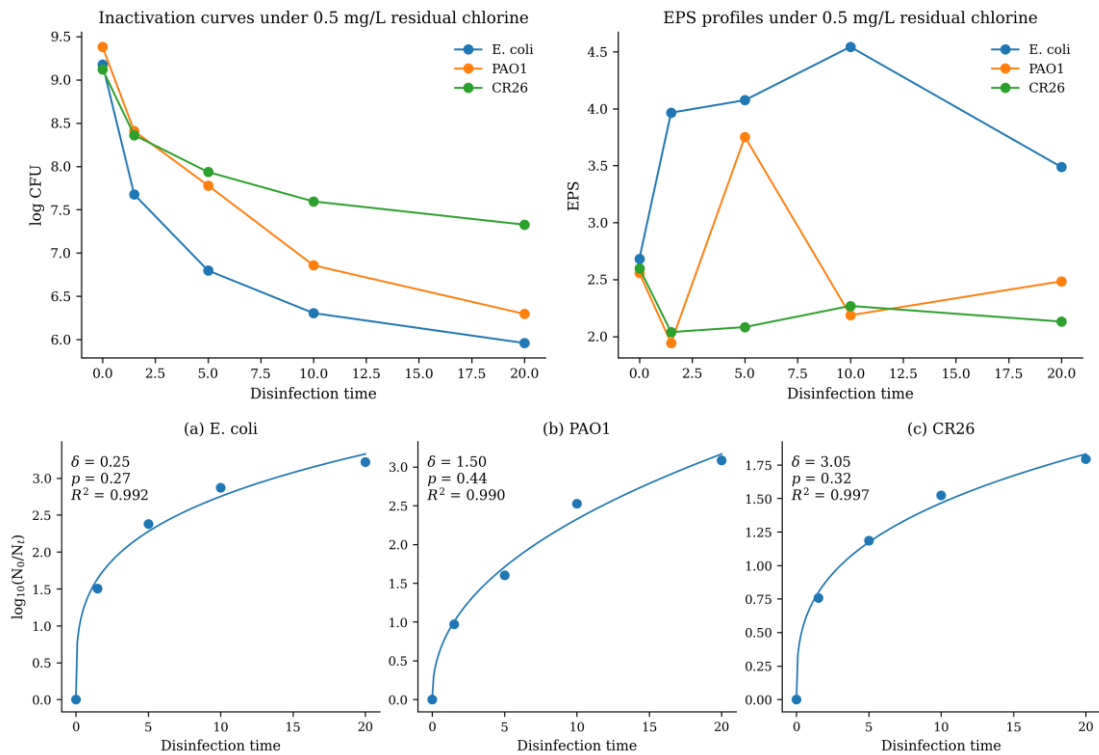 Inactivation curves under 0.5 mg/L residual chlorine
9.5
9.0
8.5
8.0
7.5
7.0
6.5
6.0
log CFU
E. coli
PAO1
CR26
0.0 2.5 5.0 7.5 10.0 12.5 15.0 17.5 20.0
Disinfection time
EPS profiles under 0.5 mg/L residual chlorine
4.5
4.0
3.5
3.0
2.5
2.0
EPS
E. coli
PAO1
CR26
0.0 2.5 5.0 7.5 10.0 12.5 15.0 17.5 20.0
Disinfection time
(a) E. coli
δ = 0.25
p = 0.27
R² = 0.992
3.0
2.5
2.0
1.5
1.0
0.5
0.0
log₁₀(N₀/Nₜ)
0 5 10 15 20
Disinfection time
(b) PAO1
δ = 1.50
p = 0.44
R² = 0.990
3.0
2.5
2.0
1.5
1.0
0.5
0.0
0 5 10 15 20
Disinfection time
(c) CR26
δ = 3.05
p = 0.32
R² = 0.997
1.75
1.50
1.25
1.00
0.75
0.50
0.25
0.00
0 5 10 15 20
Disinfection time